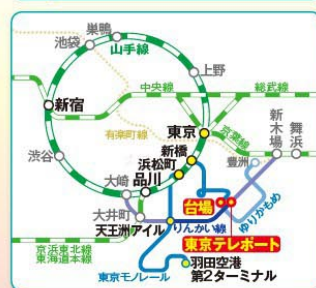 巣鴨
池袋
山手線
上野
中央線
総武線
新宿
東京
京葉線
新木場
舞浜
有楽町線
新橋
豊洲
渋谷
浜松町
大崎
品川
台場
ゆりかもめ
大井町
りんかい線
天王洲アイル
東京テレポート
京浜東北線
東海道本線
羽田空港
第2ターミナル
東京モノレール